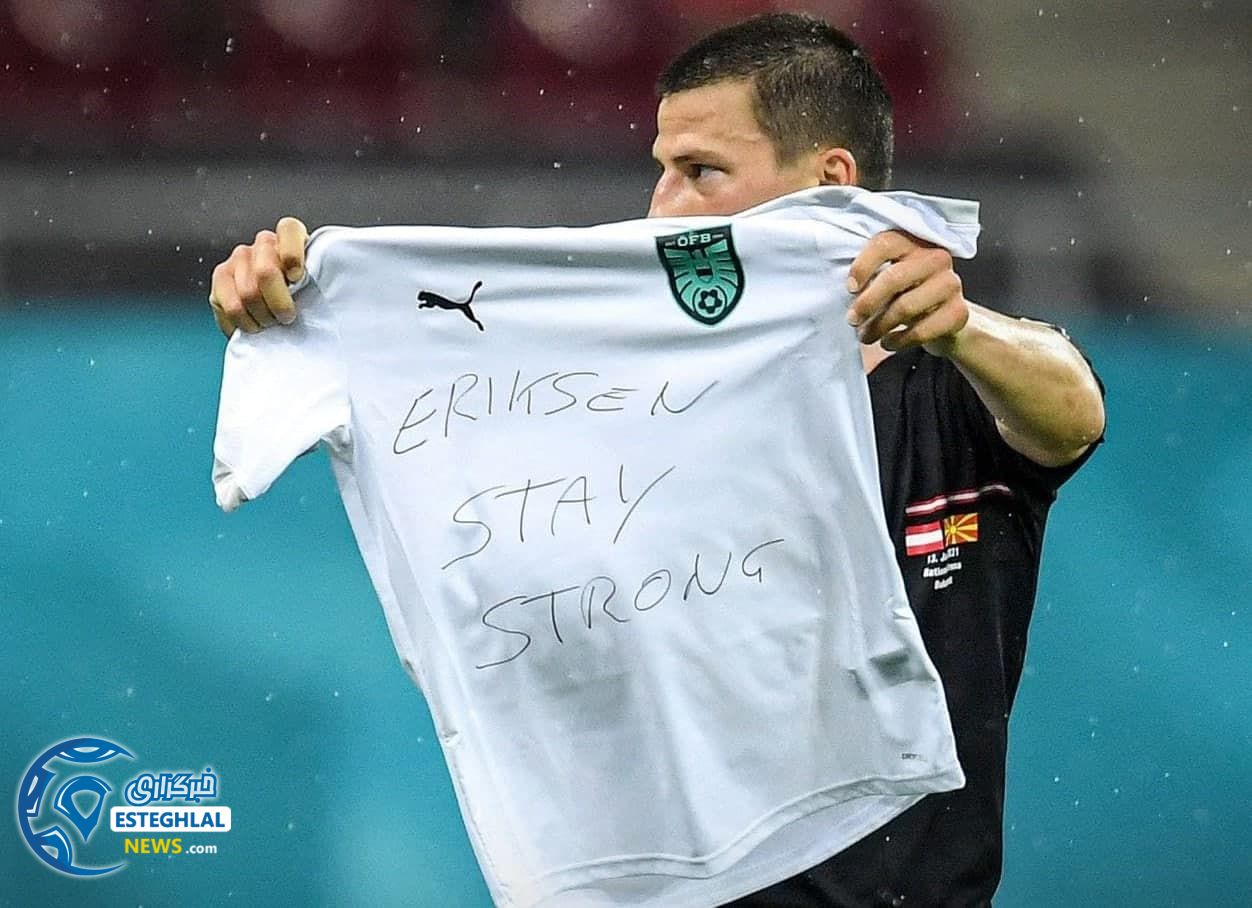 ÖFB
ERIKSEN
STAY
STRONG
خبرگزاری
ESTEGHLAL
NEWS.com